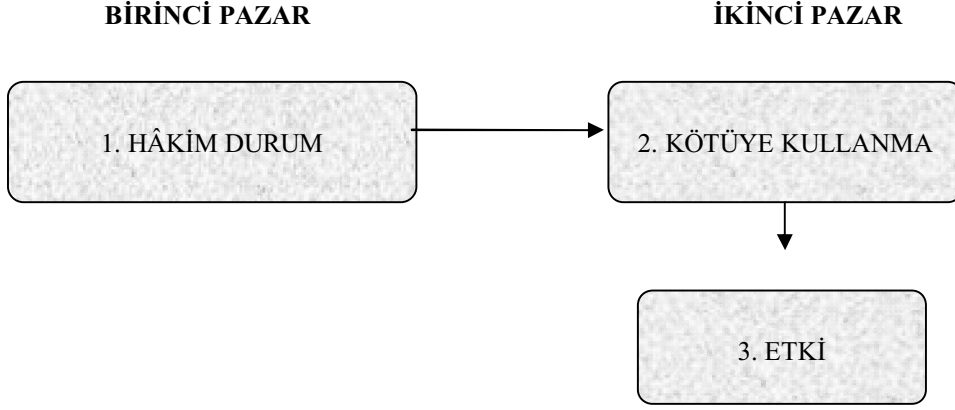 BİRİNCİ PAZAR
İKİNCİ PAZAR
1. HÂKİM DURUM
2. KÖTÜYE KULLANMA
3. ETKİ